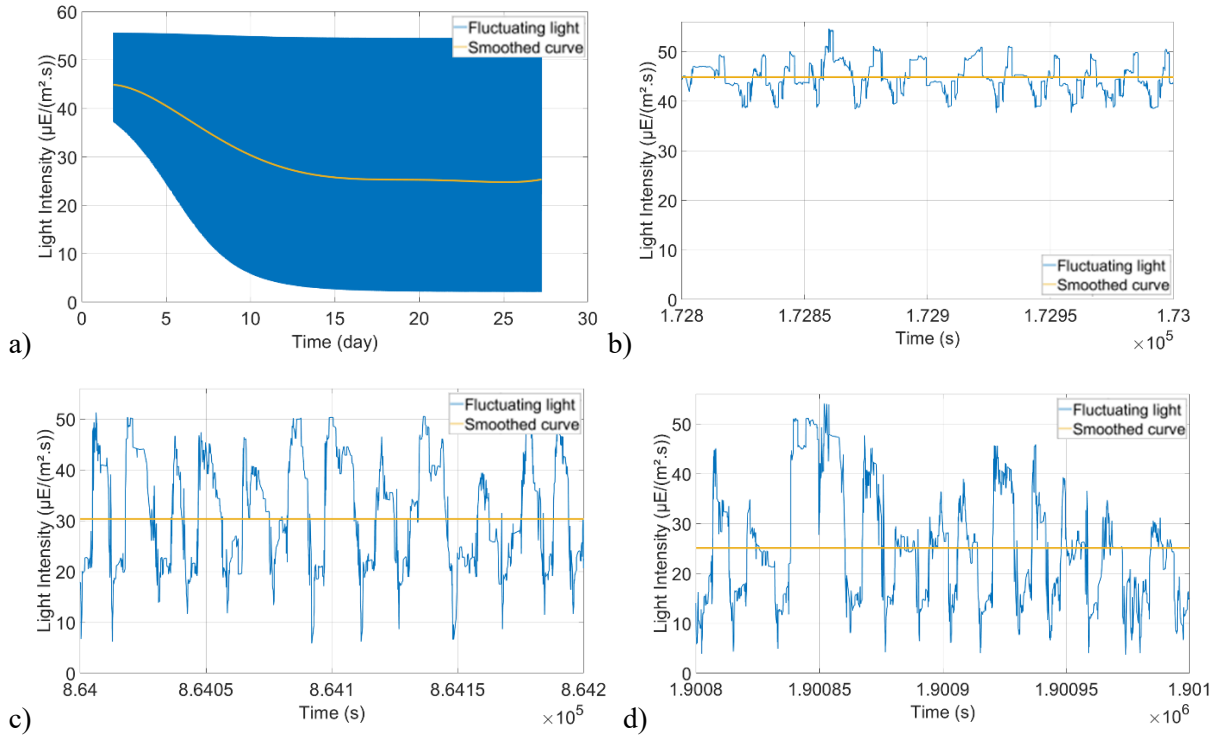 60
50
40
30
20
10
0
0 5 10 15 20 25 30
Light Intensity (µE/(m².s))
Time (day)
Fluctuating light
Smoothed curve
a)
50
40
30
20
10
0
1.728 1.7285 1.729 1.7295 1.73
Light Intensity (µE/(m².s))
Time (s)
×10⁵
Fluctuating light
Smoothed curve
b)
50
40
30
20
10
0
8.64 8.6405 8.641 8.6415 8.642
Light Intensity (µE/(m².s))
Time (s)
×10⁵
Fluctuating light
Smoothed curve
c)
50
40
30
20
10
0
1.9008 1.90085 1.9009 1.90095 1.901
Light Intensity (µE/(m².s))
Time (s)
×10⁶
Fluctuating light
Smoothed curve
d)